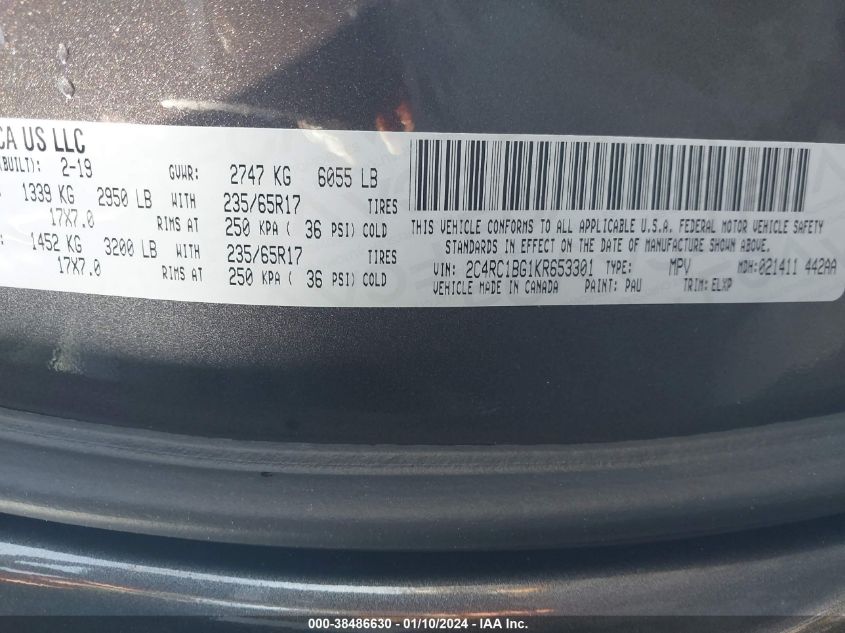 CA US LLC
BUILT): 2-19 GVWR: 2747 KG 6055 LB
: 1339 KG 2950 LB WITH 235/65R17 TIRES
17X7.0 RIMS AT 250 KPA ( 36 PSI) COLD
: 1452 KG 3200 LB WITH 235/65R17 TIRES
17X7.0 RIMS AT 250 KPA ( 36 PSI) COLD
THIS VEHICLE CONFORMS TO ALL APPLICABLE U.S.A. FEDERAL MOTOR VEHICLE SAFETY
STANDARDS IN EFFECT ON THE DATE OF MANUFACTURE SHOWN ABOVE.
VIN: 2C4RC1BG1KR653301 TYPE: MPV MDH:021411 442AA
VEHICLE MADE IN CANADA PAINT: PAU TRIM: ELXP
000-38486630 - 01/10/2024 - IAA Inc.